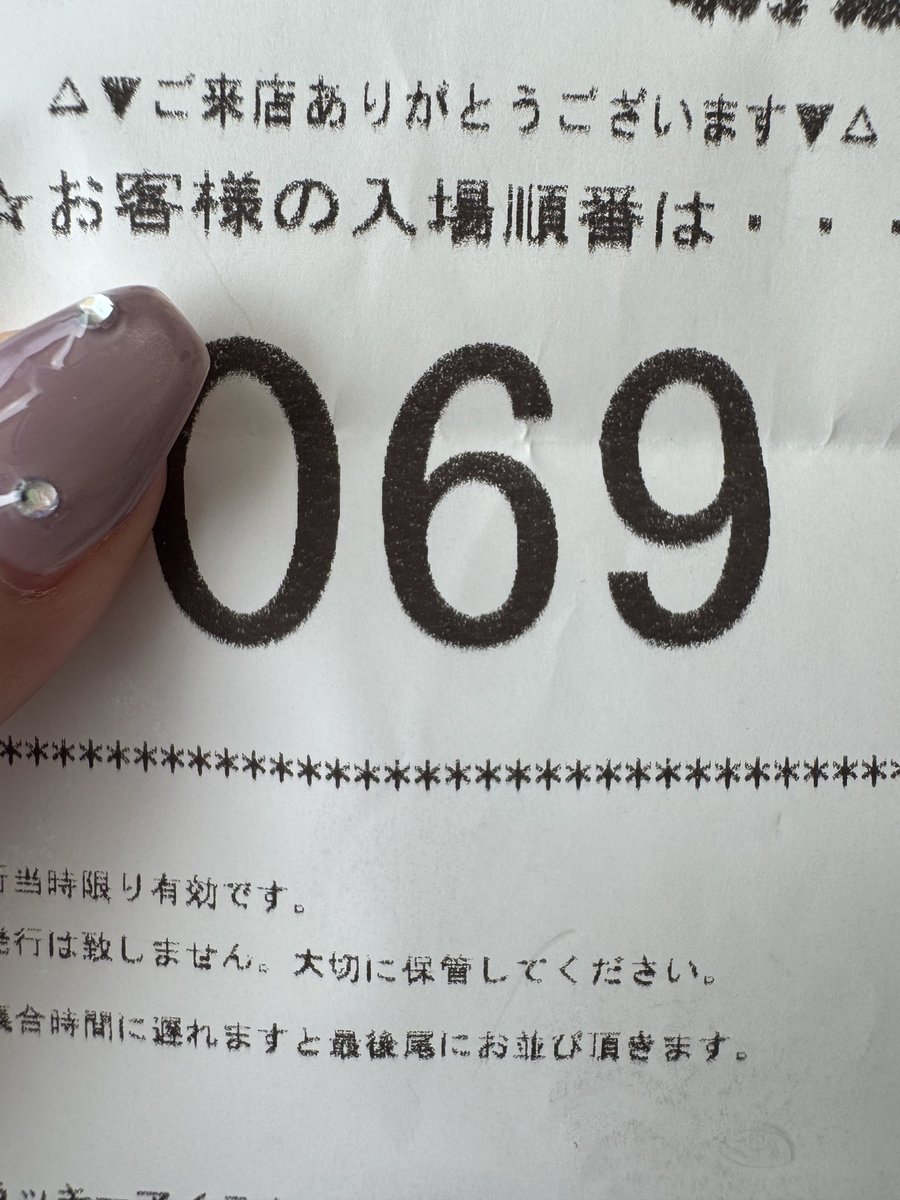 △▼ご来店ありがとうございます▼△
☆お客様の入場順番は・・・
069
*********************************
当時限り有効です。
発行は致しません。大切に保管してください。
集合時間に遅れますと最後尾にお並び頂きます。